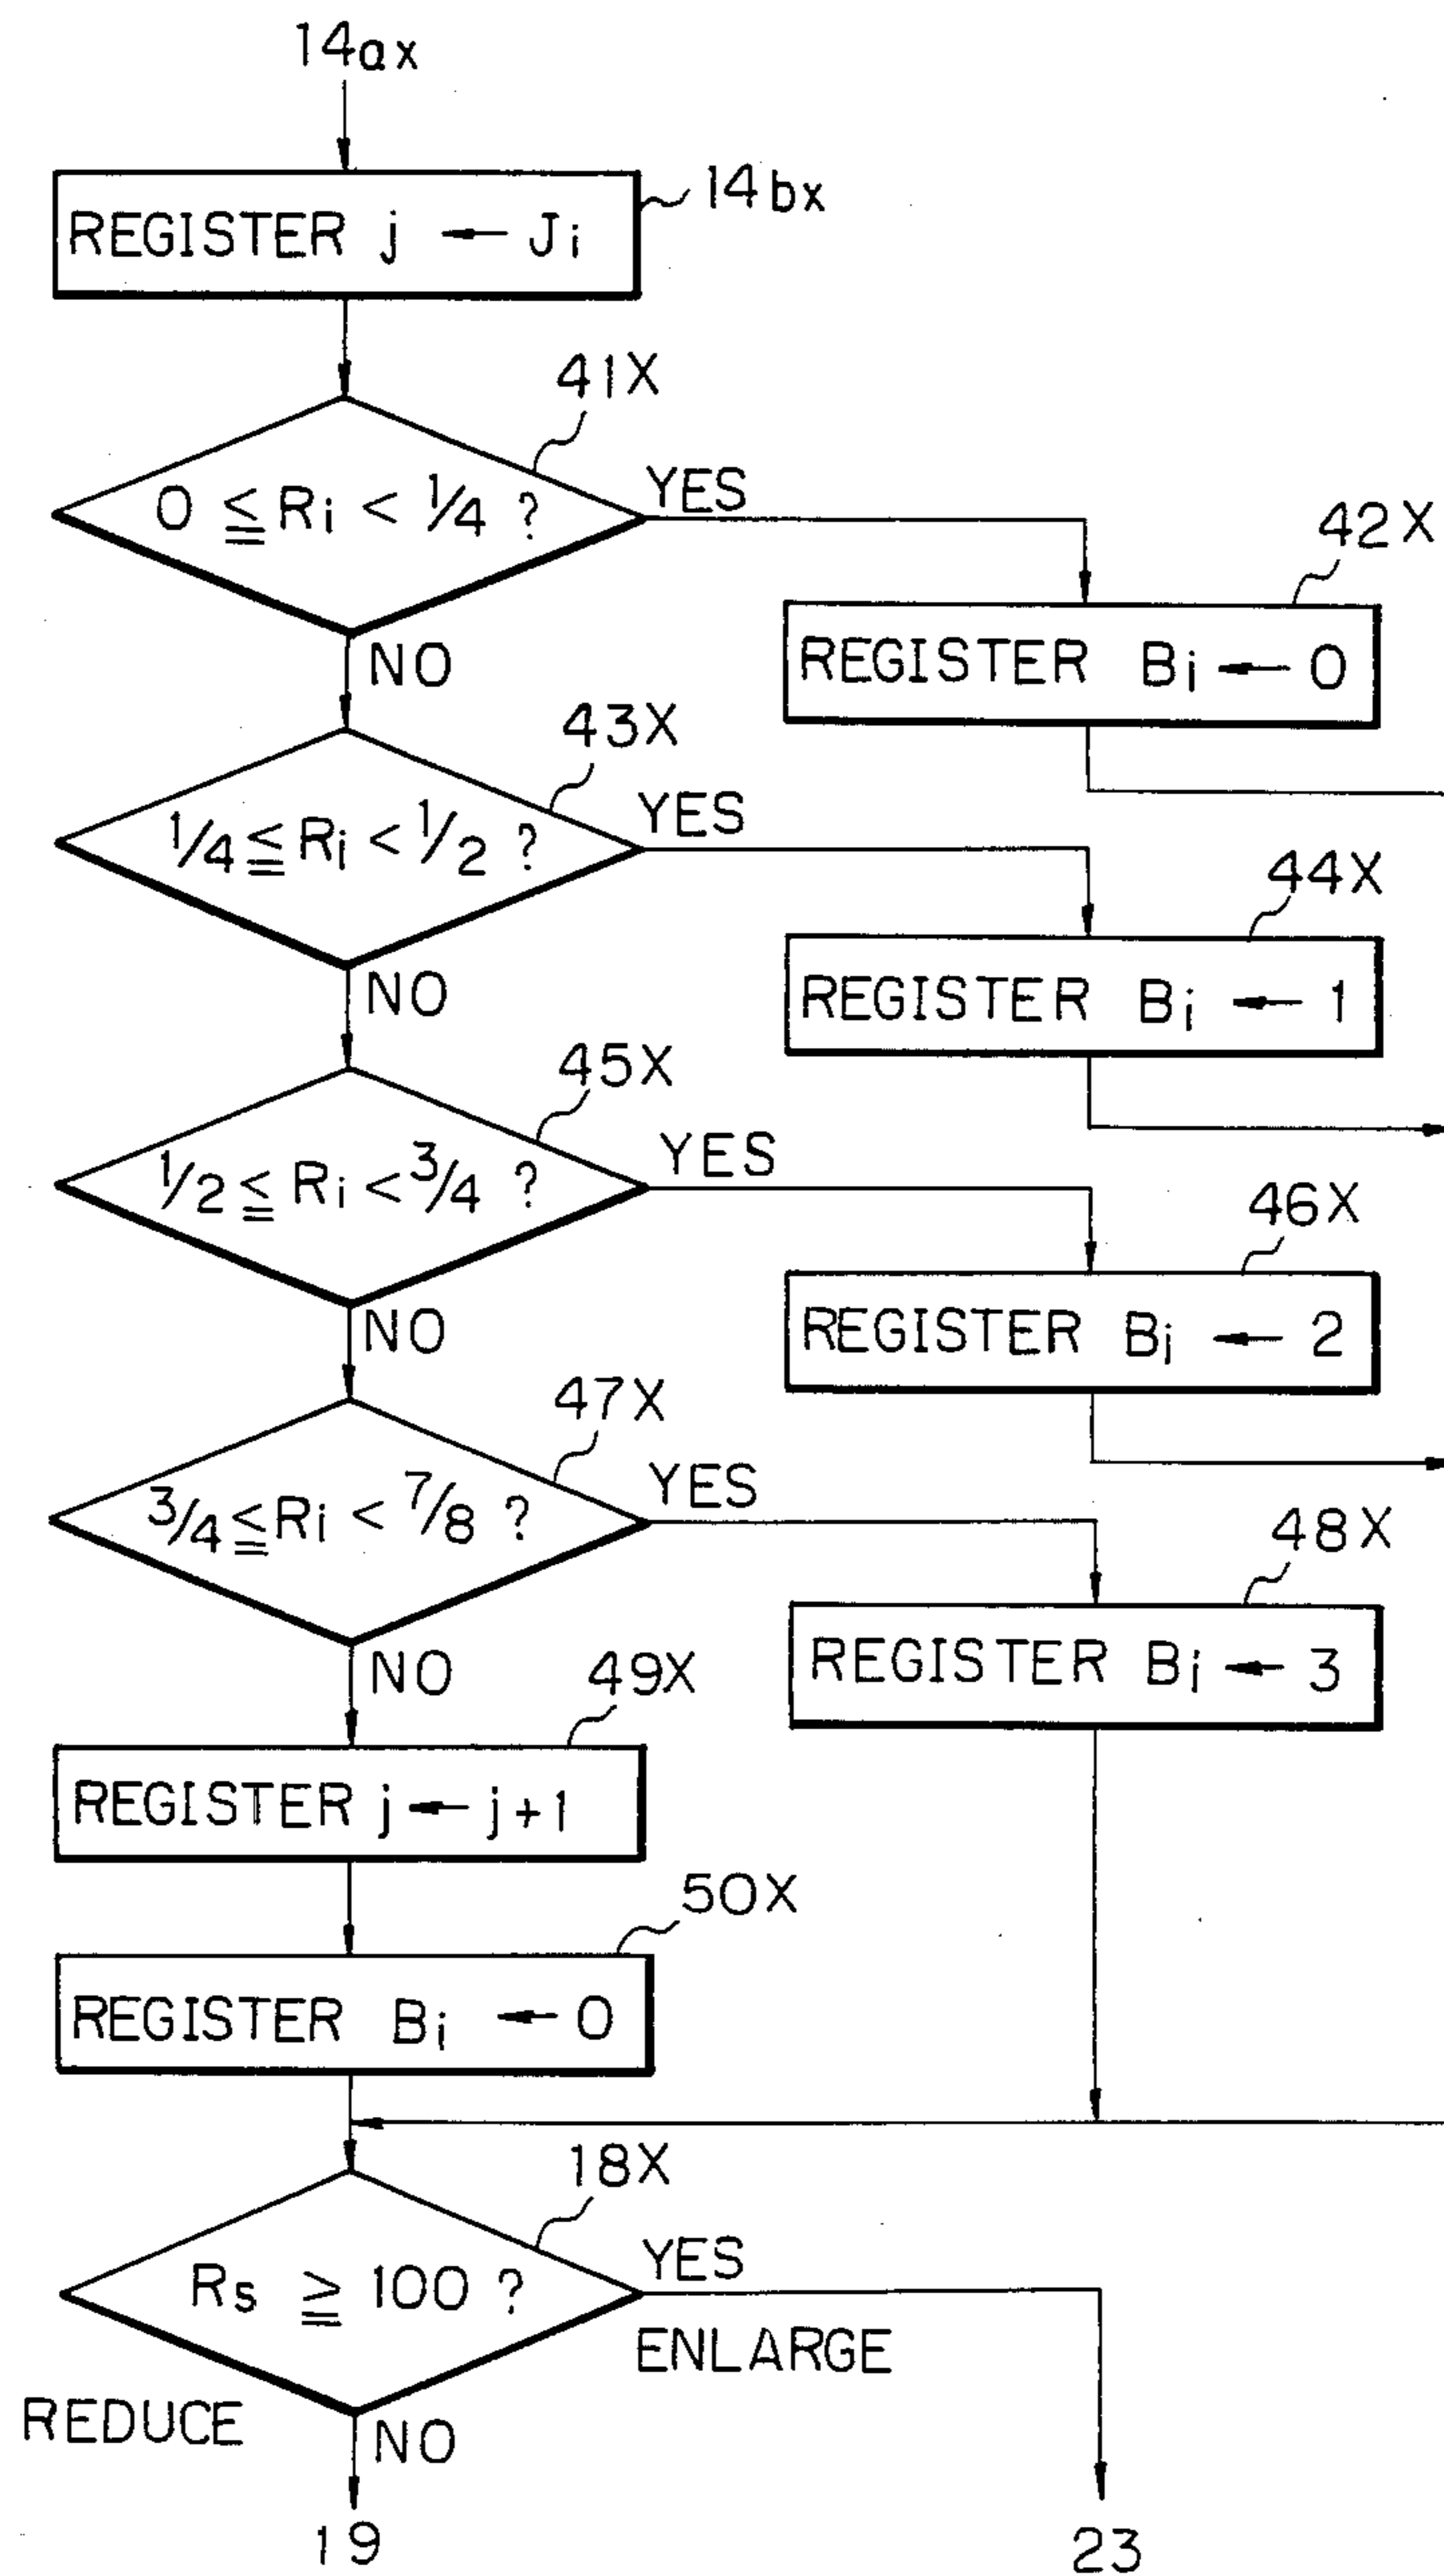 14ax
REGISTER j ← Ji
14bx
41X
0 ≦ Ri < 1/4 ?
YES
42X
REGISTER Bi ← 0
NO
43X
1/4 ≦ Ri < 1/2 ?
YES
44X
REGISTER Bi ← 1
NO
45X
1/2 ≦ Ri < 3/4 ?
YES
46X
REGISTER Bi ← 2
NO
47X
3/4 ≦ Ri < 7/8 ?
YES
48X
REGISTER Bi ← 3
NO
49X
REGISTER j ← j+1
50X
REGISTER Bi ← 0
18X
Rs ≧ 100 ?
YES
ENLARGE
REDUCE
NO
19
23